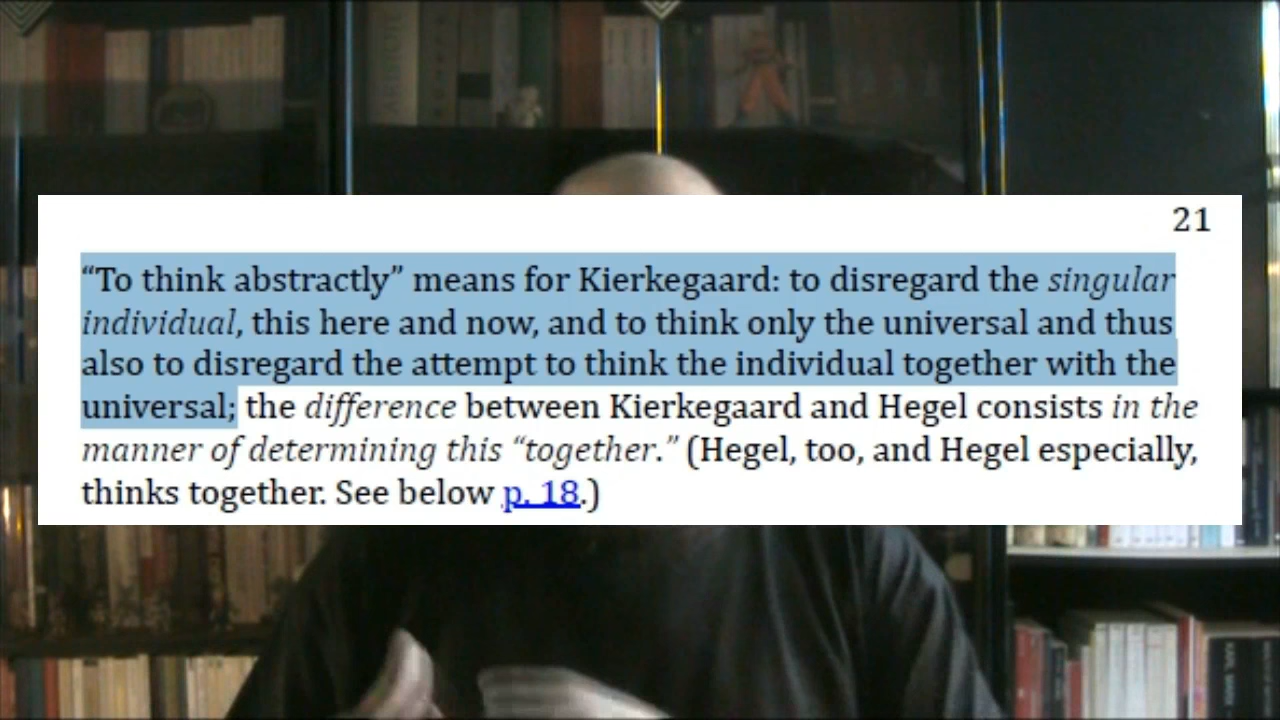 21
“To think abstractly” means for Kierkegaard: to disregard the singular
individual, this here and now, and to think only the universal and thus
also to disregard the attempt to think the individual together with the
universal; the difference between Kierkegaard and Hegel consists in the
manner of determining this “together.” (Hegel, too, and Hegel especially,
thinks together. See below p. 18.)